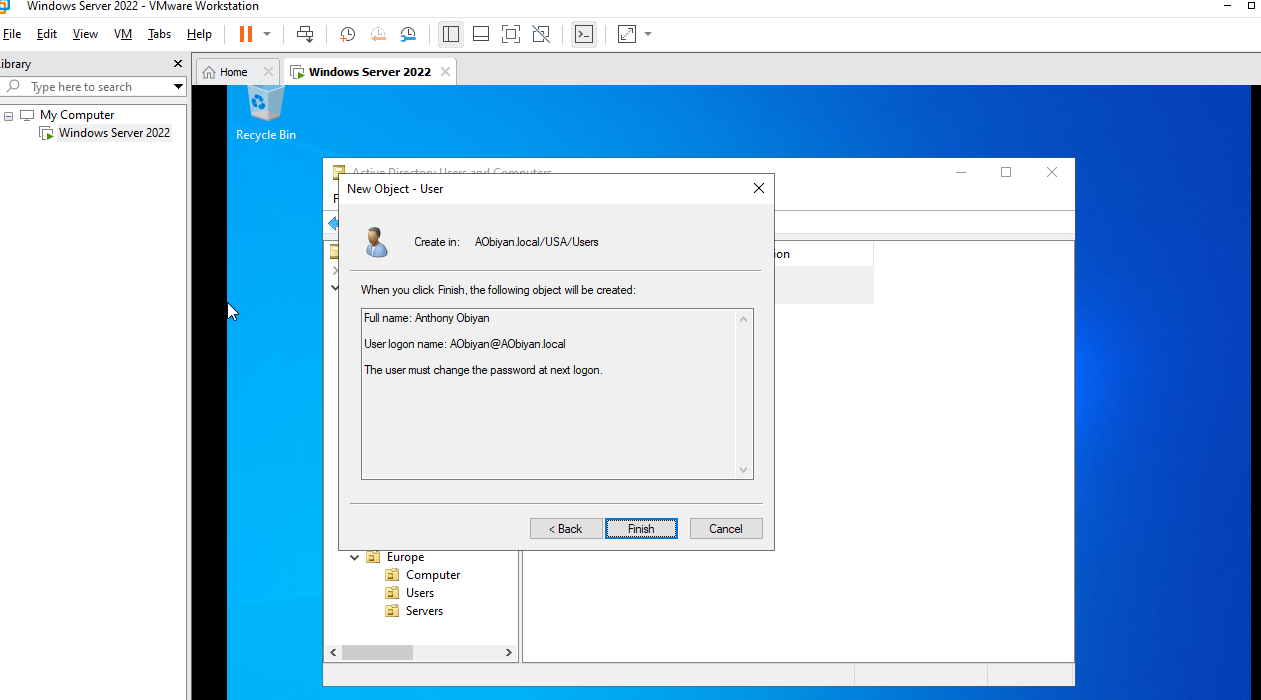 Windows Server 2022 - VMware Workstation
File Edit View VM Tabs Help
ibrary
Type here to search
Home
Windows Server 2022
My Computer
Windows Server 2022
Recycle Bin
Active Directory Users and Computers
F
New Object - User
Create in: AObiyan.local/USA/Users
ion
When you click Finish, the following object will be created:
Full name: Anthony Obiyan
User logon name: AObiyan@AObiyan.local
The user must change the password at next logon.
< Back Finish Cancel
Europe
Computer
Users
Servers